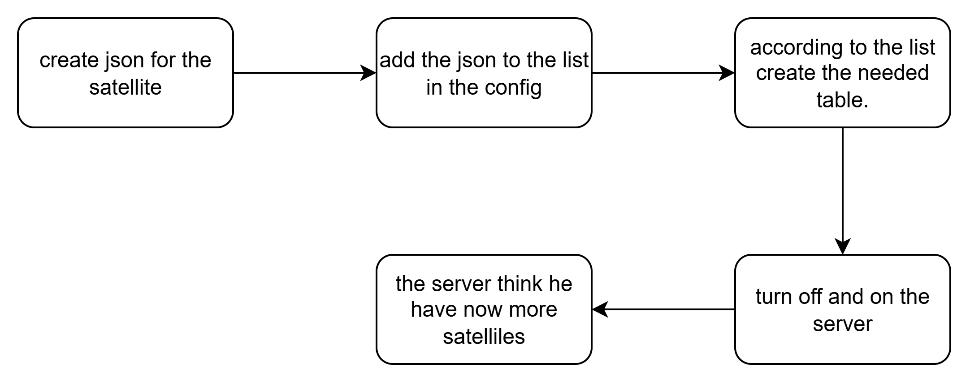 create json for the
satellite
add the json to the list
in the config
according to the list
create the needed
table.
turn off and on the
server
the server think he
have now more
satelliles